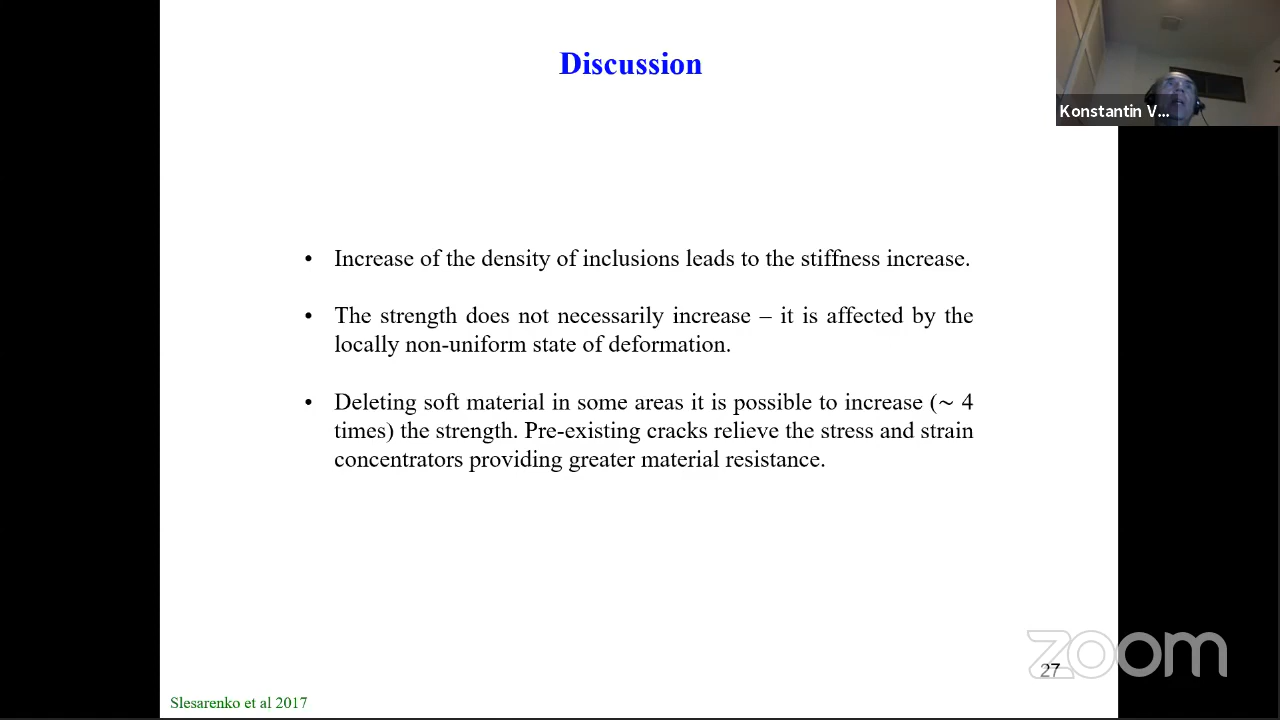 Discussion
Konstantin V...
• Increase of the density of inclusions leads to the stiffness increase.
• The strength does not necessarily increase – it is affected by the
locally non-uniform state of deformation.
• Deleting soft material in some areas it is possible to increase (∼ 4
times) the strength. Pre-existing cracks relieve the stress and strain
concentrators providing greater material resistance.
zoom
27
Slesarenko et al 2017